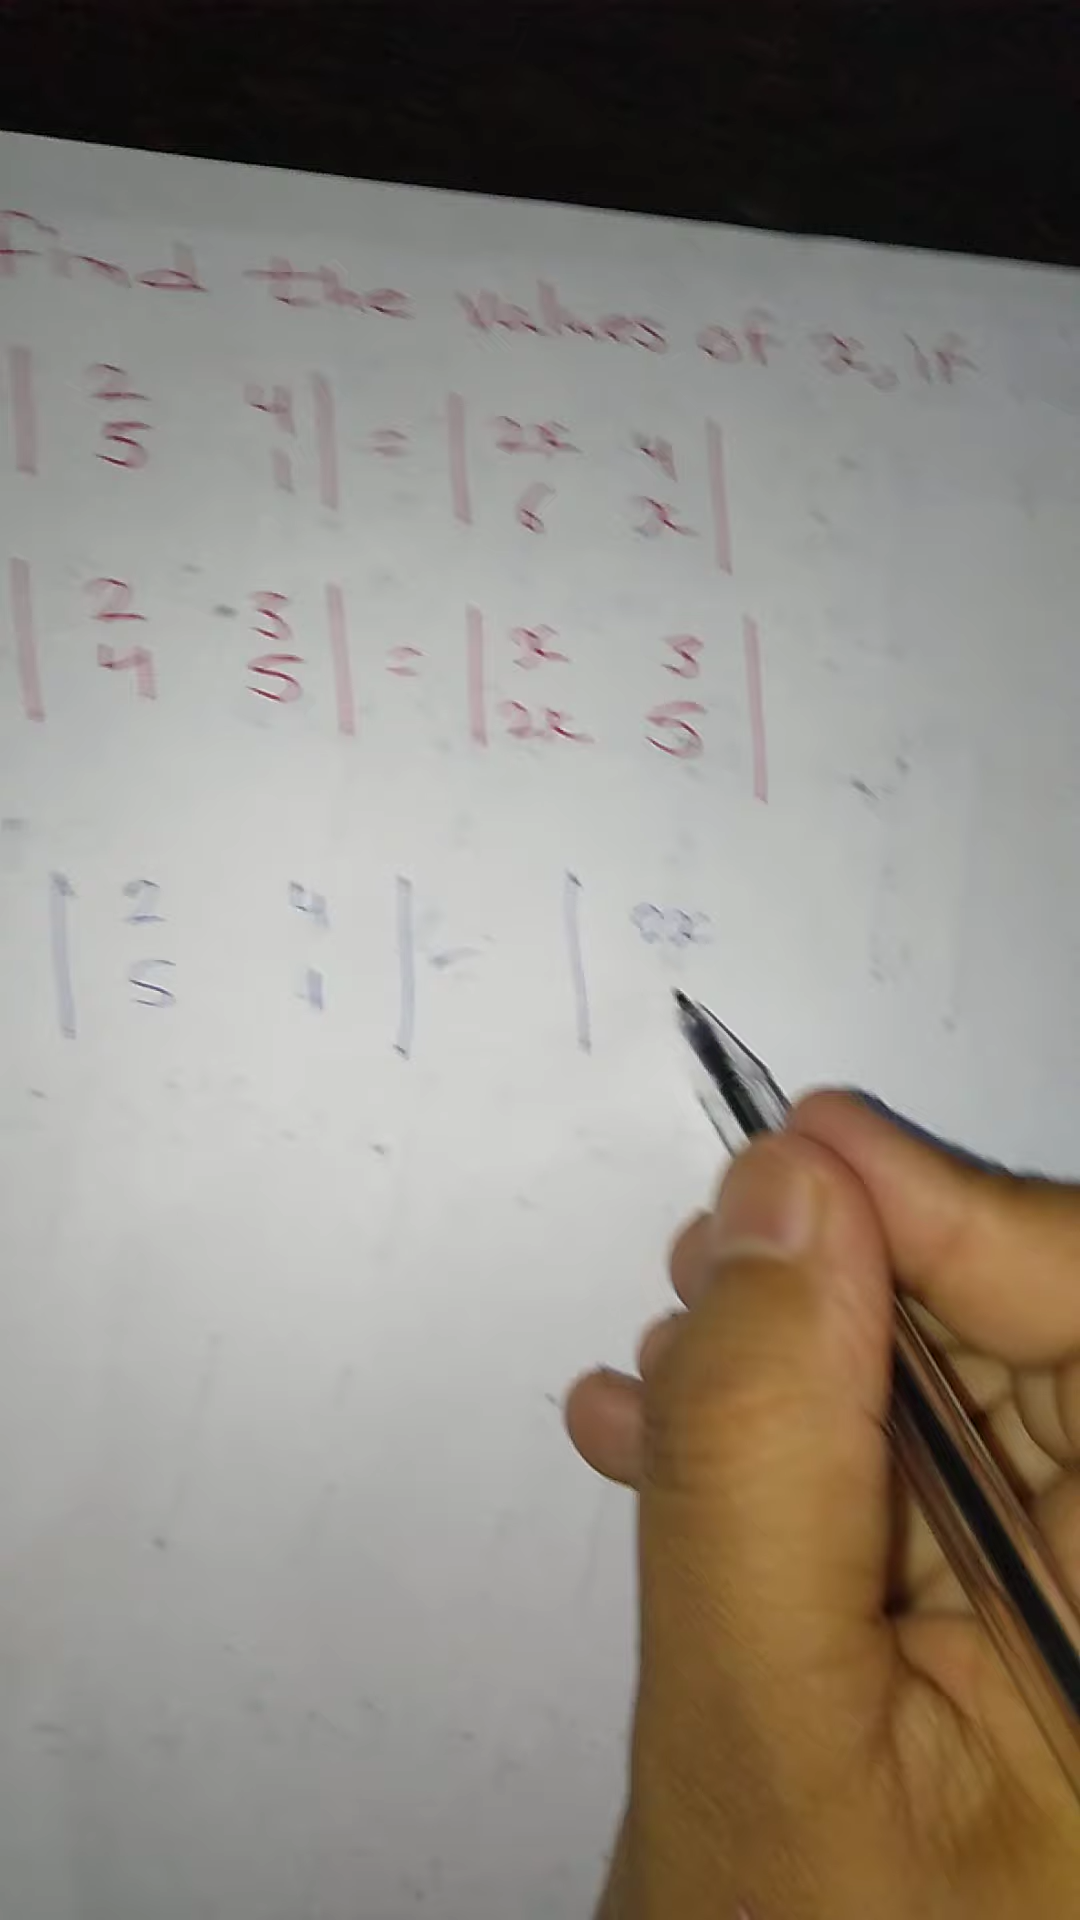 find the values of x, if
| 2 4 | = | 2x 4 |
| 5 1 | | 6 x |
| 2 3 | = | x 3 |
| 4 5 | | 2x 5 |
| 2 4 | = | 2x
| 5 1 | |